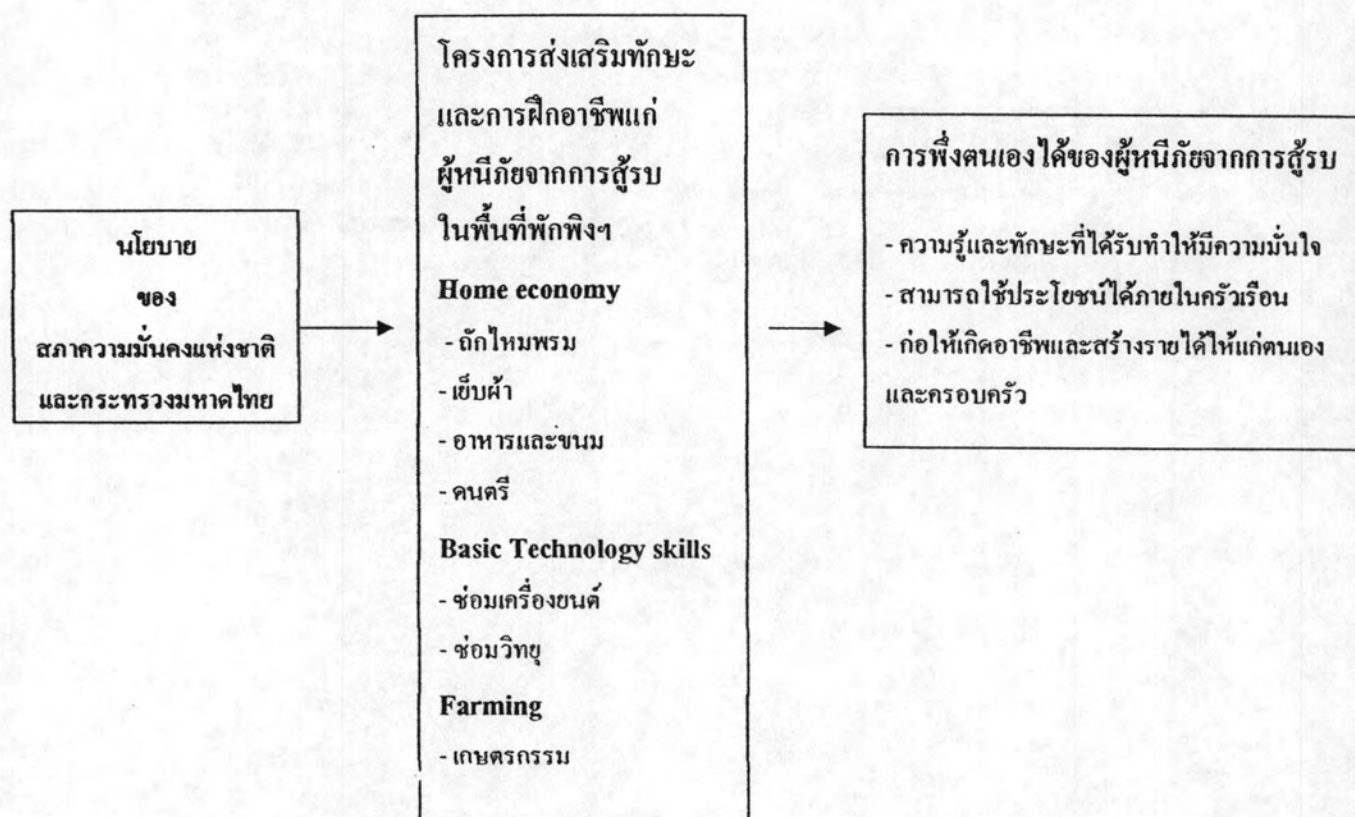 นโยบาย
ของ
สภาความมั่นคงแห่งชาติ
และกระทรวงมหาดไทย
โครงการส่งเสริมทักษะ
และการฝึกอาชีพแก่
ผู้หนีภัยจากการสู้รบ
ในพื้นที่พักพิงฯ
Home economy
- ถักไหมพรม
- เย็บผ้า
- อาหารและขนม
- ดนตรี
Basic Technology skills
- ซ่อมเครื่องยนต์
- ซ่อมวิทยุ
Farming
- เกษตรกรรม
การพึ่งตนเองได้ของผู้หนีภัยจากการสู้รบ
- ความรู้และทักษะที่ได้รับทำให้มีความมั่นใจ
- สามารถใช้ประโยชน์ได้ภายในครัวเรือน
- ก่อให้เกิดอาชีพและสร้างรายได้ให้แก่ตนเอง
และครอบครัว